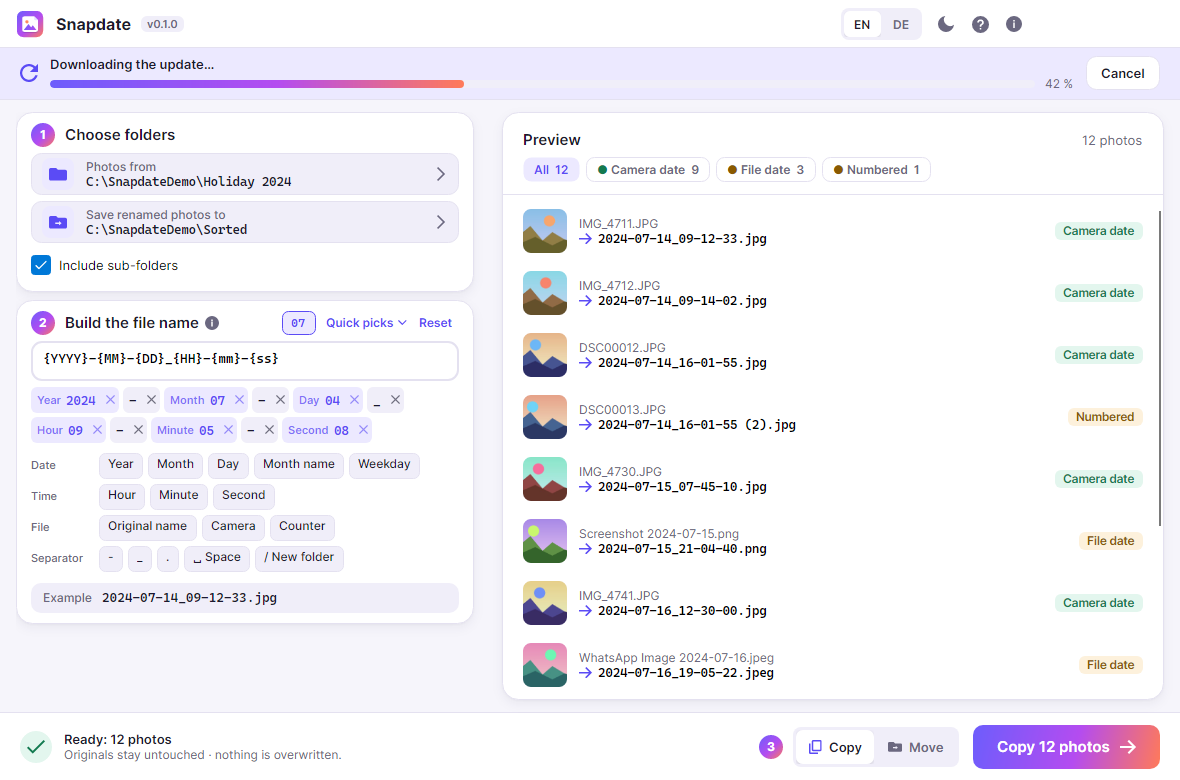 Snapdate v0.1.0 EN DE
Downloading the update...
42 % Cancel
1 Choose folders
Photos from
C:\SnapdateDemo\Holiday 2024
Save renamed photos to
C:\SnapdateDemo\Sorted
Include sub-folders
2 Build the file name 07 Quick picks Reset
{YYYY}-{MM}-{DD}_{HH}-{mm}-{ss}
Year 2024 × - × Month 07 × - × Day 04 × _ ×
Hour 09 × - × Minute 05 × - × Second 08 ×
Date Year Month Day Month name Weekday
Time Hour Minute Second
File Original name Camera Counter
Separator - _ . ␣ Space / New folder
Example 2024-07-14_09-12-33.jpg
Preview 12 photos
All 12 Camera date 9 File date 3 Numbered 1
IMG_4711.JPG
→ 2024-07-14_09-12-33.jpg Camera date
IMG_4712.JPG
→ 2024-07-14_09-14-02.jpg Camera date
DSC00012.JPG
→ 2024-07-14_16-01-55.jpg Camera date
DSC00013.JPG
→ 2024-07-14_16-01-55 (2).jpg Numbered
IMG_4730.JPG
→ 2024-07-15_07-45-10.jpg Camera date
Screenshot 2024-07-15.png
→ 2024-07-15_21-04-40.png File date
IMG_4741.JPG
→ 2024-07-16_12-30-00.jpg Camera date
WhatsApp Image 2024-07-16.jpeg
→ 2024-07-16_19-05-22.jpeg File date
Ready: 12 photos
Originals stay untouched · nothing is overwritten.
3 Copy Move Copy 12 photos →